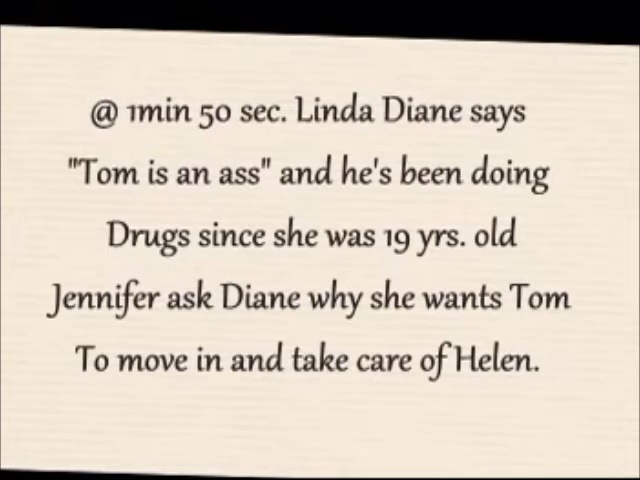 @ 1min 50 sec. Linda Diane says
"Tom is an ass" and he's been doing
Drugs since she was 19 yrs. old
Jennifer ask Diane why she wants Tom
To move in and take care of Helen.